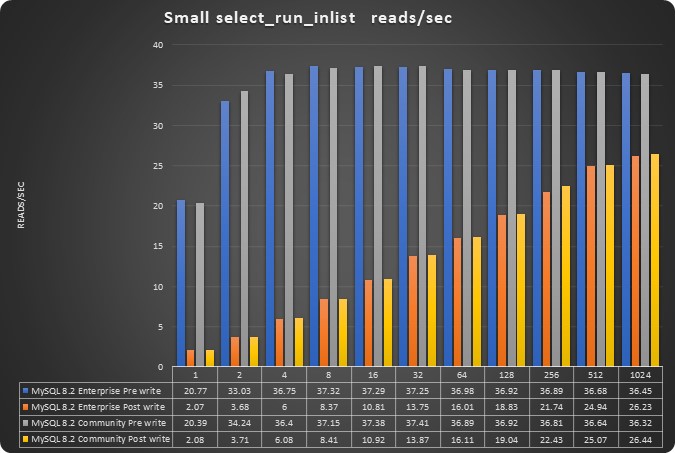 Small select_run_inlist reads/sec
40
35
30
25
20
15
10
5
0
READS/SEC
1 2 4 8 16 32 64 128 256 512 1024
MySQL 8.2 Enterprise Pre write 20.77 33.03 36.75 37.32 37.29 37.25 36.98 36.92 36.89 36.68 36.45
MySQL 8.2 Enterprise Post write 2.07 3.68 6 8.37 10.81 13.75 16.01 18.83 21.74 24.94 26.23
MySQL 8.2 Community Pre write 20.39 34.24 36.4 37.15 37.38 37.41 36.89 36.92 36.81 36.64 36.32
MySQL 8.2 Community Post write 2.08 3.71 6.08 8.41 10.92 13.87 16.11 19.04 22.43 25.07 26.44